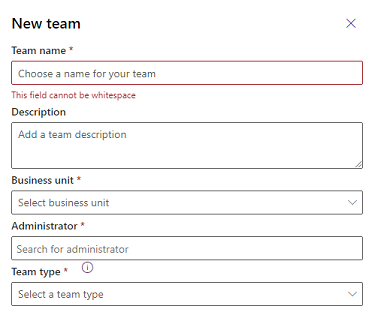 New team
Team name *
Choose a name for your team
This field cannot be whitespace
Description
Add a team description
Business unit *
Select business unit
Administrator *
Search for administrator
Team type *
Select a team type